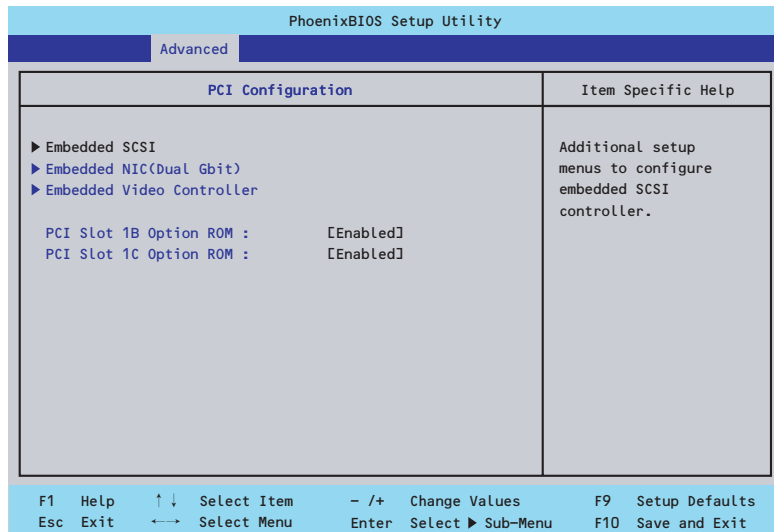 PhoenixBIOS Setup Utility
Advanced
PCI Configuration
Item Specific Help
▶ Embedded SCSI
▶ Embedded NIC(Dual Gbit)
▶ Embedded Video Controller
PCI Slot 1B Option ROM : [Enabled]
PCI Slot 1C Option ROM : [Enabled]
Additional setup
menus to configure
embedded SCSI
controller.
F1 Help ↑↓ Select Item – /+ Change Values F9 Setup Defaults
Esc Exit ←→ Select Menu Enter Select ▶ Sub-Menu F10 Save and Exit